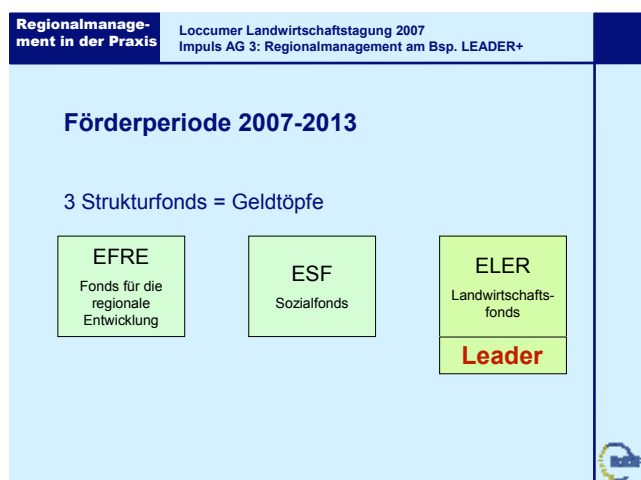 Regionalmanage-
ment in der Praxis
Loccumer Landwirtschaftstagung 2007
Impuls AG 3: Regionalmanagement am Bsp. LEADER+
Förderperiode 2007-2013
3 Strukturfonds = Geldtöpfe
EFRE
Fonds für die
regionale
Entwicklung
ESF
Sozialfonds
ELER
Landwirtschafts-
fonds
Leader